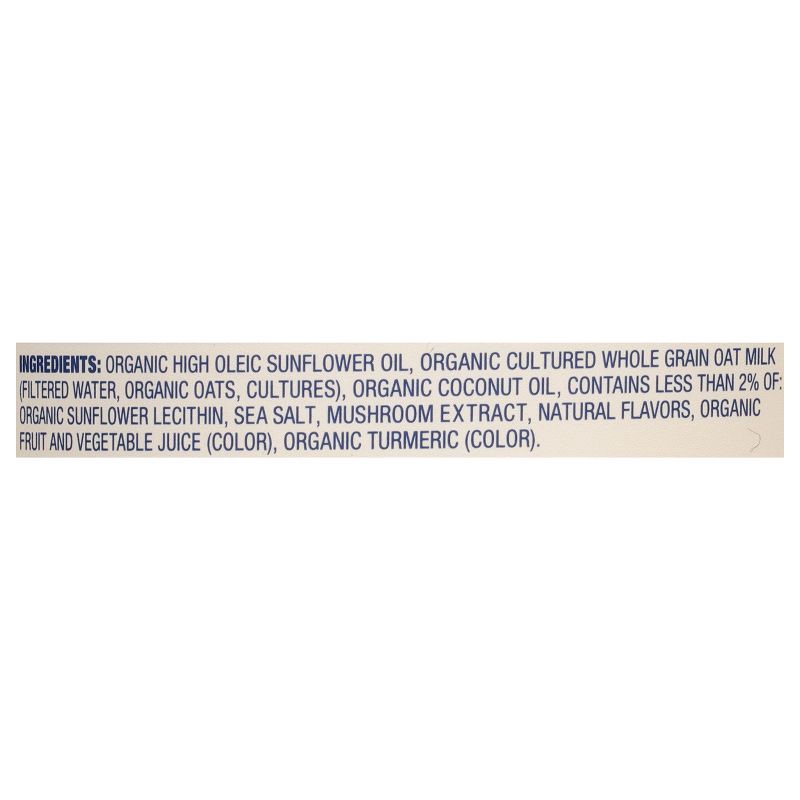 INGREDIENTS: ORGANIC HIGH OLEIC SUNFLOWER OIL, ORGANIC CULTURED WHOLE GRAIN OAT MILK
(FILTERED WATER, ORGANIC OATS, CULTURES), ORGANIC COCONUT OIL, CONTAINS LESS THAN 2% OF:
ORGANIC SUNFLOWER LECITHIN, SEA SALT, MUSHROOM EXTRACT, NATURAL FLAVORS, ORGANIC
FRUIT AND VEGETABLE JUICE (COLOR), ORGANIC TURMERIC (COLOR).